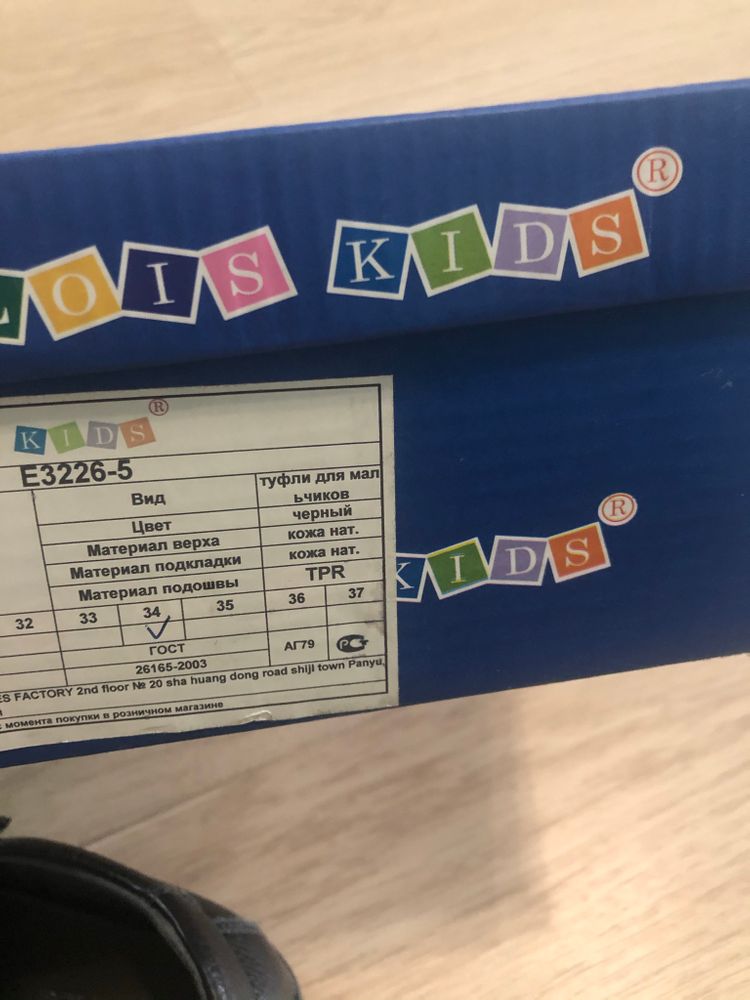 LOIS KIDS®
KIDS®
E3226-5
Вид туфли для мал
ьчиков
Цвет черный
Материал верха кожа нат.
Материал подкладки кожа нат.
Материал подошвы TPR
32 33 34 35 36 37
ГОСТ
26165-2003 АГ79 РСТ
ES FACTORY 2nd floor № 20 sha huang dong road shiji town Panyu,
с момента покупки в розничном магазине
KIDS®